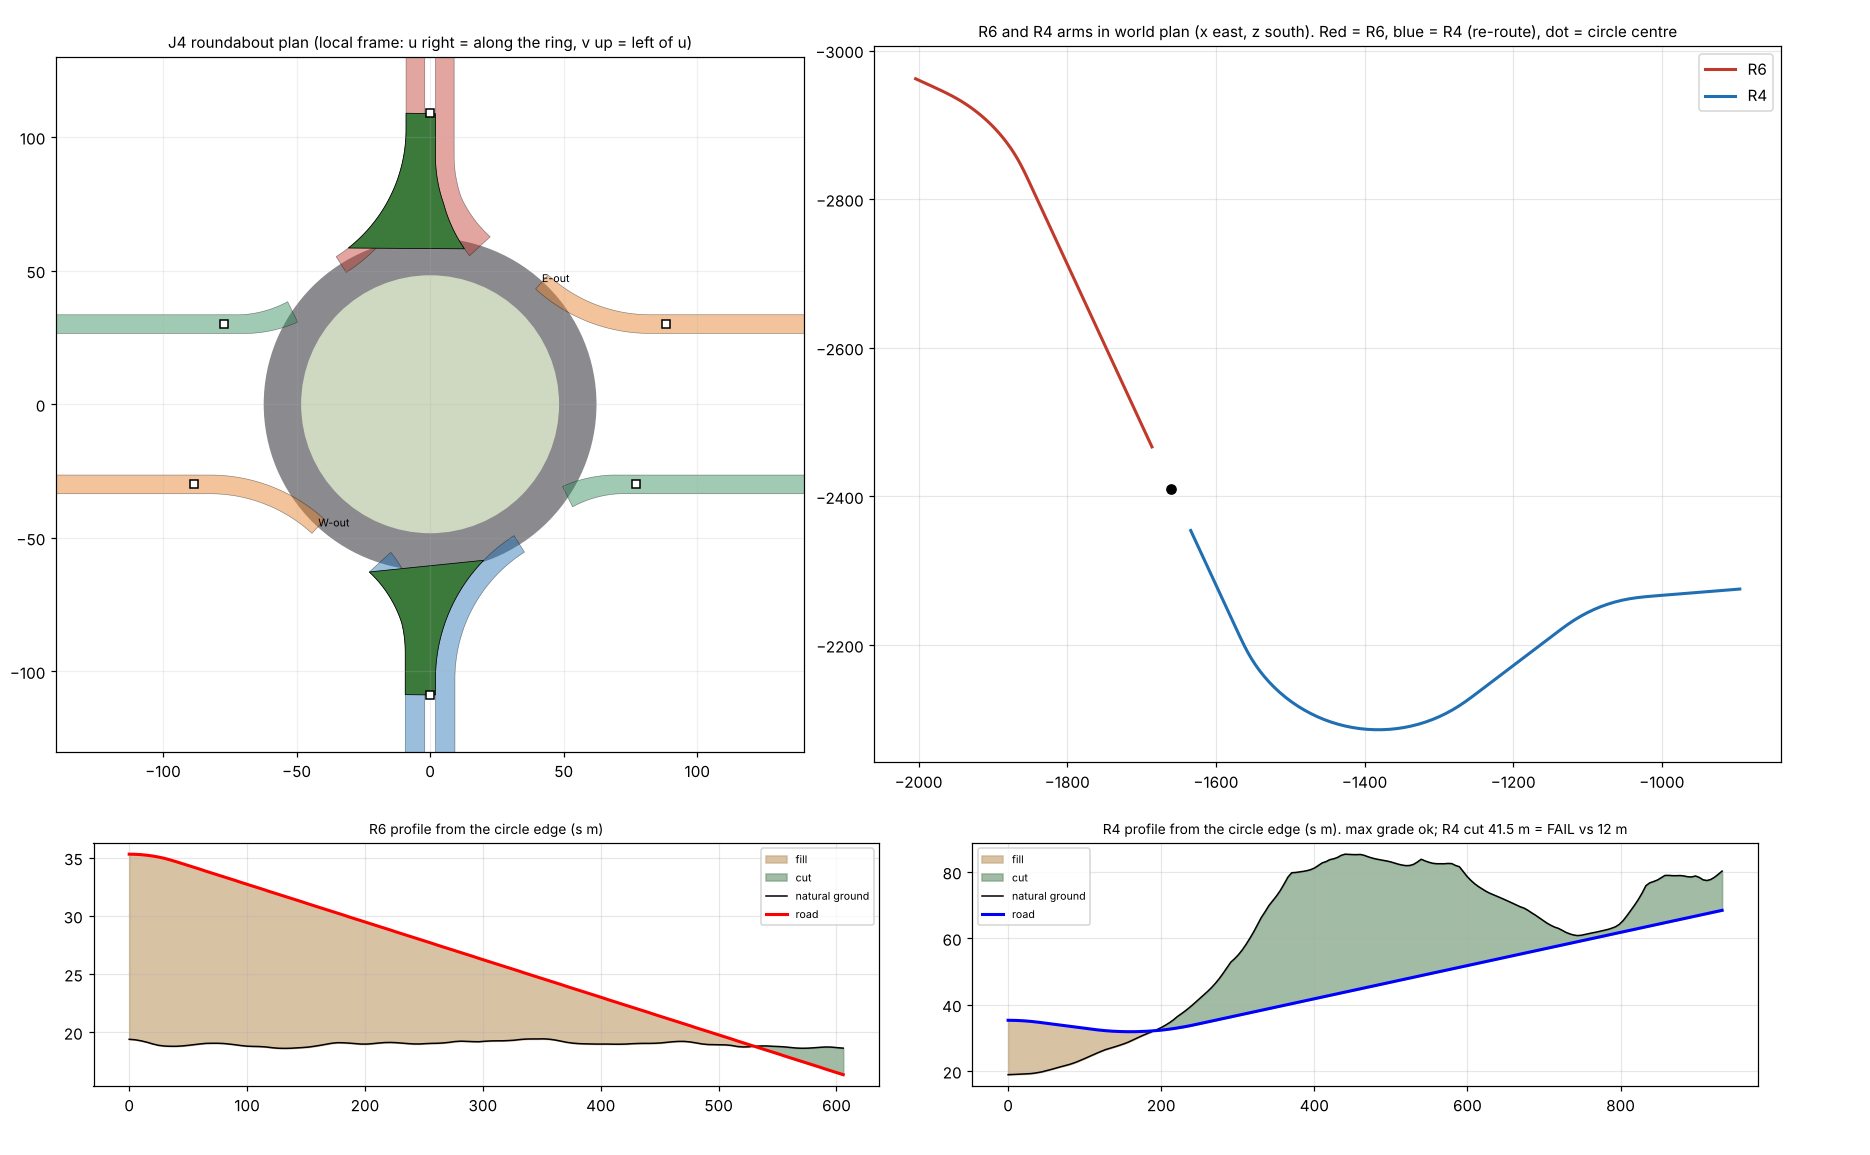 J4 roundabout plan (local frame: u right = along the ring, v up = left of u)
100
50
0
−50
−100
−100
−50
0
50
100
E-out
W-out
R6 and R4 arms in world plan (x east, z south). Red = R6, blue = R4 (re-route), dot = circle centre
−3000
−2800
−2600
−2400
−2200
−2000
−1800
−1600
−1400
−1200
−1000
R6
R4
R6 profile from the circle edge (s m)
35
30
25
20
0
100
200
300
400
500
600
fill
cut
natural ground
road
R4 profile from the circle edge (s m). max grade ok; R4 cut 41.5 m = FAIL vs 12 m
80
60
40
20
0
200
400
600
800
fill
cut
natural ground
road